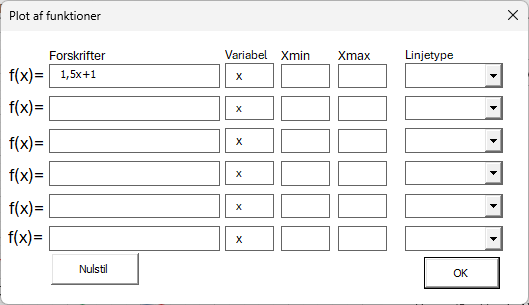 Plot af funktioner
Forskrifter Variabel Xmin Xmax Linjetype
f(x)= 1,5x+1 x
f(x)= x
f(x)= x
f(x)= x
f(x)= x
f(x)= x
Nulstil OK